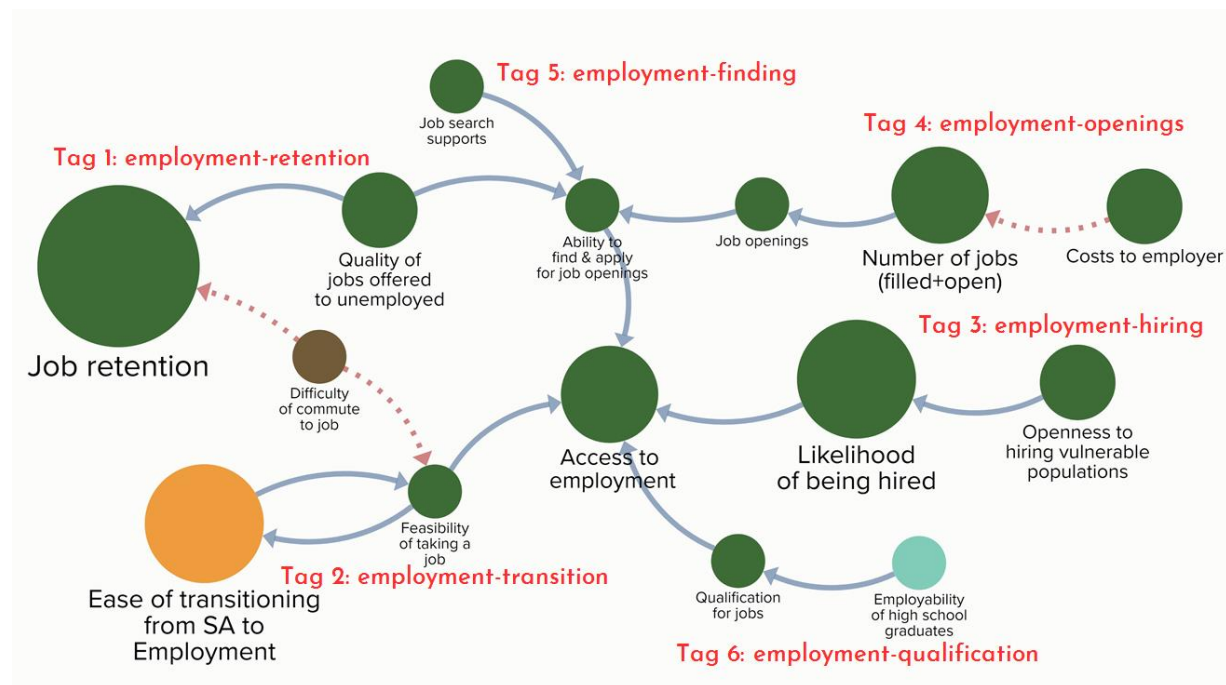 Tag 5: employment-finding
Job search
supports
Tag 4: employment-openings
Tag 1: employment-retention
Quality of
jobs offered
to unemployed
Ability to
find & apply
for job openings
Job openings
Number of jobs
(filled+open)
Costs to employer
Job retention
Difficulty
of commute
to job
Tag 3: employment-hiring
Access to
employment
Likelihood
of being hired
Openness to
hiring vulnerable
populations
Feasibility
of taking a
job
Tag 2: employment-transition
Ease of transitioning
from SA to
Employment
Qualification
for jobs
Employability
of high school
graduates
Tag 6: employment-qualification